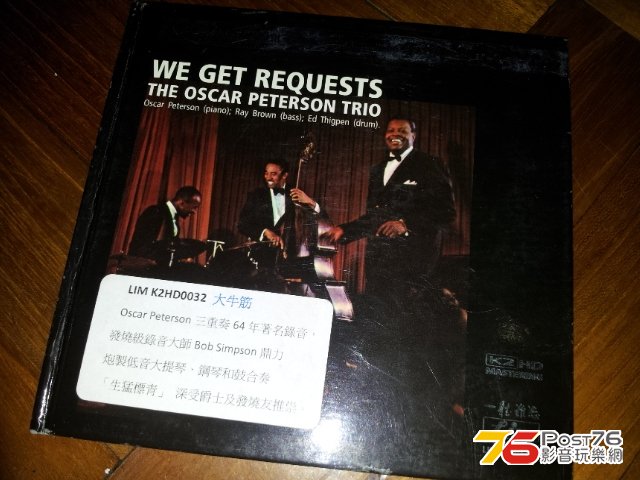 WE GET REQUESTS
THE OSCAR PETERSON TRIO
Oscar Peterson (piano); Ray Brown (bass); Ed Thigpen (drum).
LIM K2HD0032 大牛筋
Oscar Peterson 三重奏 64 年著名錄音，
發燒級錄音大師 Bob Simpson 鼎力
炮製低音大提琴、鋼琴和鼓合奏
「生猛標青」 深受爵士及發燒友推崇。
K2 HD
MASTERING
76 Post76
影音玩樂網